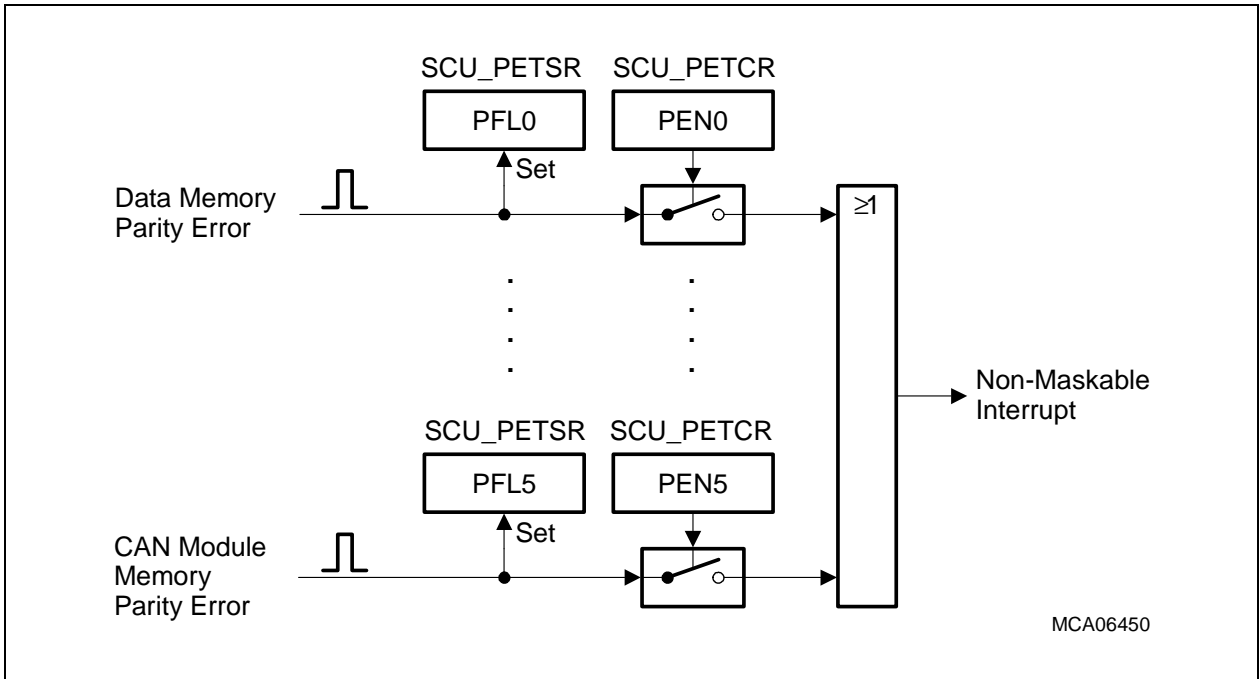 SCU_PETSR SCU_PETCR
PFL0 PEN0
Set
Data Memory
Parity Error
≥1
Non-Maskable
Interrupt
SCU_PETSR SCU_PETCR
PFL5 PEN5
Set
CAN Module
Memory
Parity Error
MCA06450